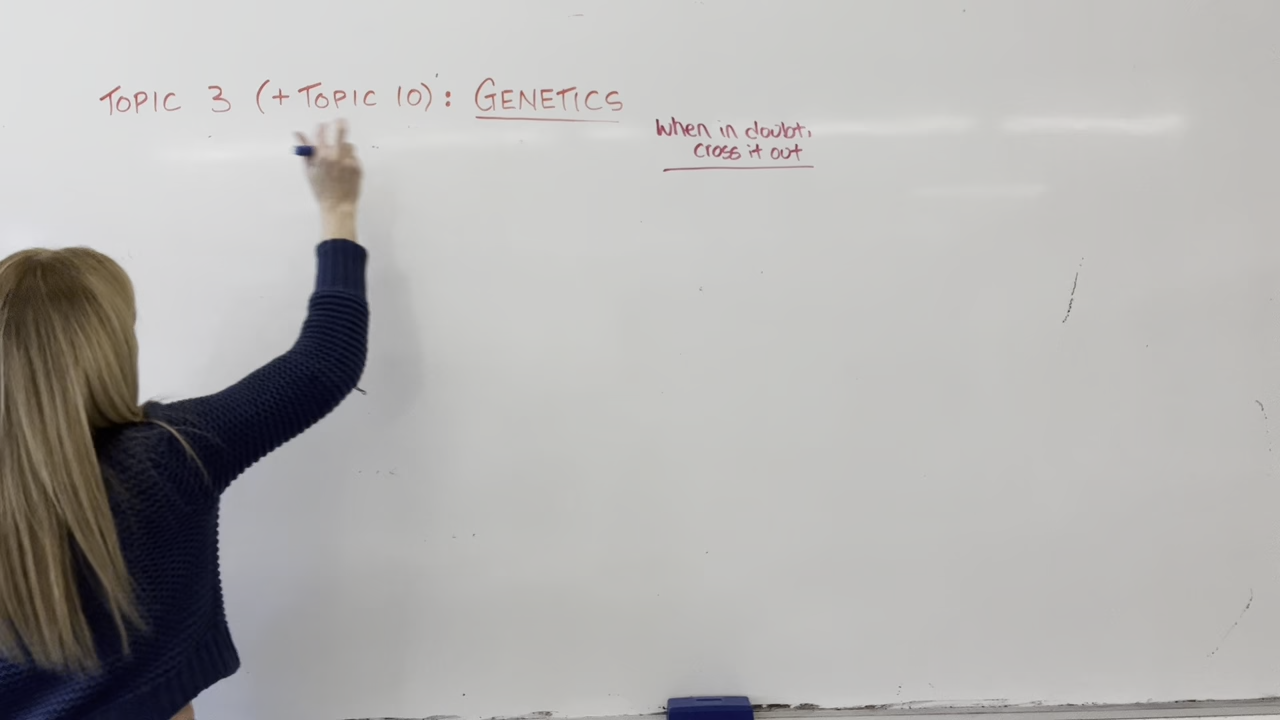 TOPIC 3 (+ TOPIC 10): GENETICS
When in doubt,
cross it out